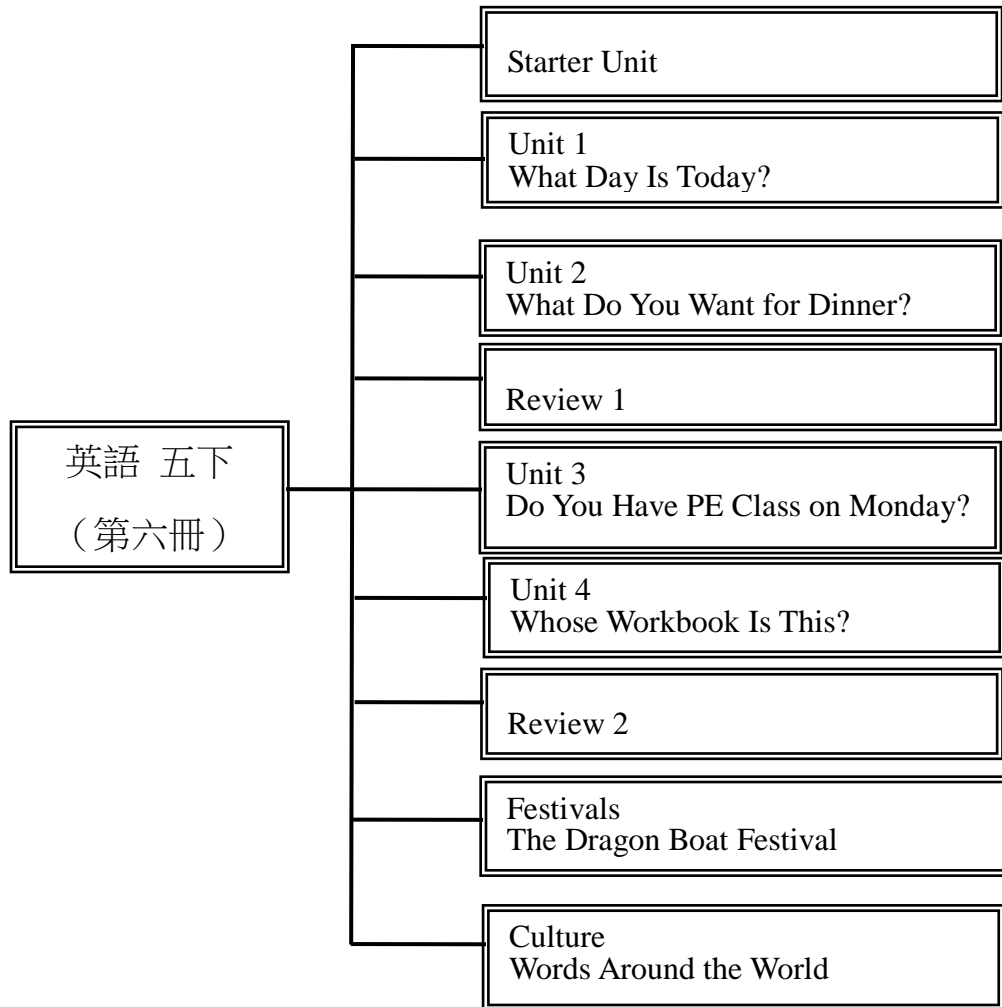 Starter Unit
Unit 1
What Day Is Today?
Unit 2
What Do You Want for Dinner?
Review 1
英語 五下
（第六冊）
Unit 3
Do You Have PE Class on Monday?
Unit 4
Whose Workbook Is This?
Review 2
Festivals
The Dragon Boat Festival
Culture
Words Around the World